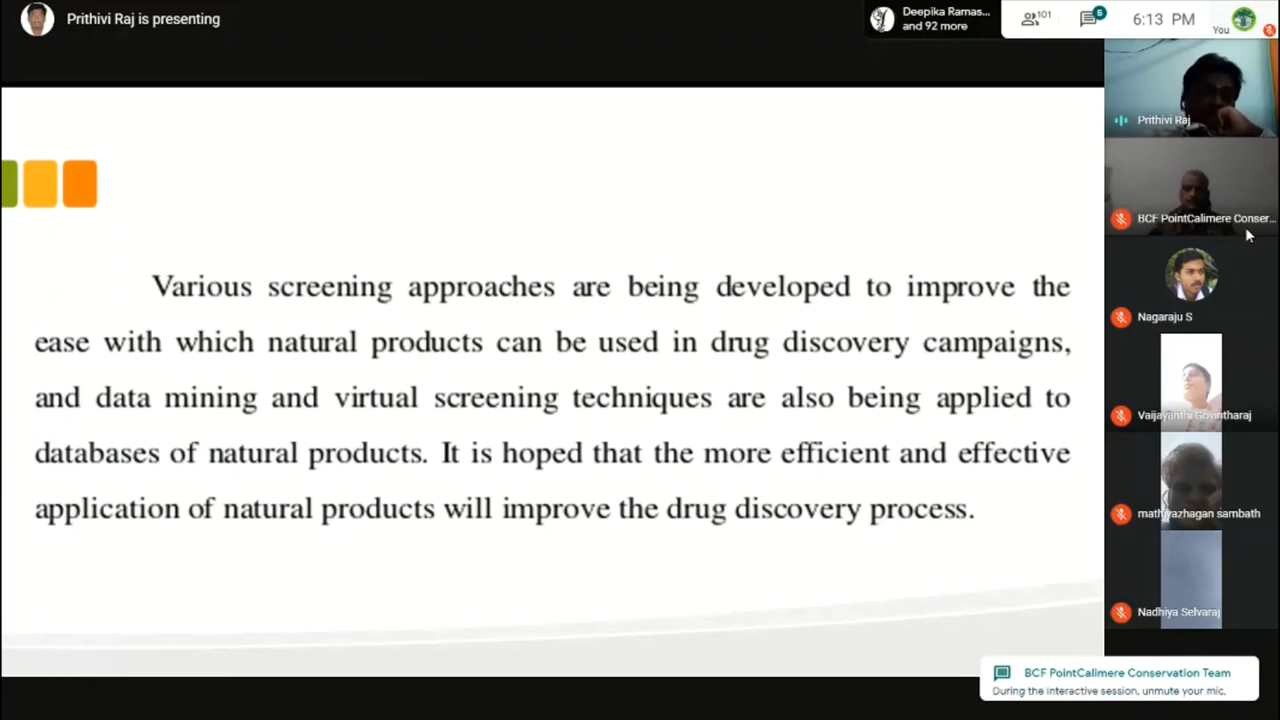 Prithivi Raj is presenting
Deepika Ramas...
and 92 more
101
5
6:13 PM
You
Various screening approaches are being developed to improve the
ease with which natural products can be used in drug discovery campaigns,
and data mining and virtual screening techniques are also being applied to
databases of natural products. It is hoped that the more efficient and effective
application of natural products will improve the drug discovery process.
Prithivi Raj
BCF PointCalimere Conser...
Nagaraju S
Vaijayanthi Govintharaj
mathivazhagan sambath
Nadhiya Selvaraj
BCF PointCalimere Conservation Team
During the interactive session, unmute your mic.